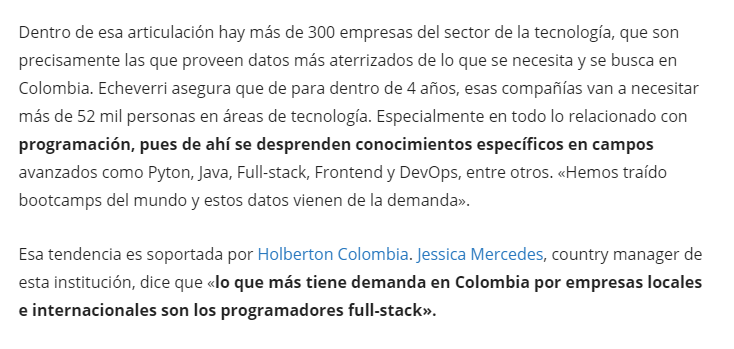 Dentro de esa articulación hay más de 300 empresas del sector de la tecnología, que son
precisamente las que proveen datos más aterrizados de lo que se necesita y se busca en
Colombia. Echeverri asegura que de para dentro de 4 años, esas compañías van a necesitar
más de 52 mil personas en áreas de tecnología. Especialmente en todo lo relacionado con
programación, pues de ahí se desprenden conocimientos específicos en campos
avanzados como Pyton, Java, Full-stack, Frontend y DevOps, entre otros. «Hemos traído
bootcamps del mundo y estos datos vienen de la demanda».
Esa tendencia es soportada por Holberton Colombia. Jessica Mercedes, country manager de
esta institución, dice que «lo que más tiene demanda en Colombia por empresas locales
e internacionales son los programadores full-stack».